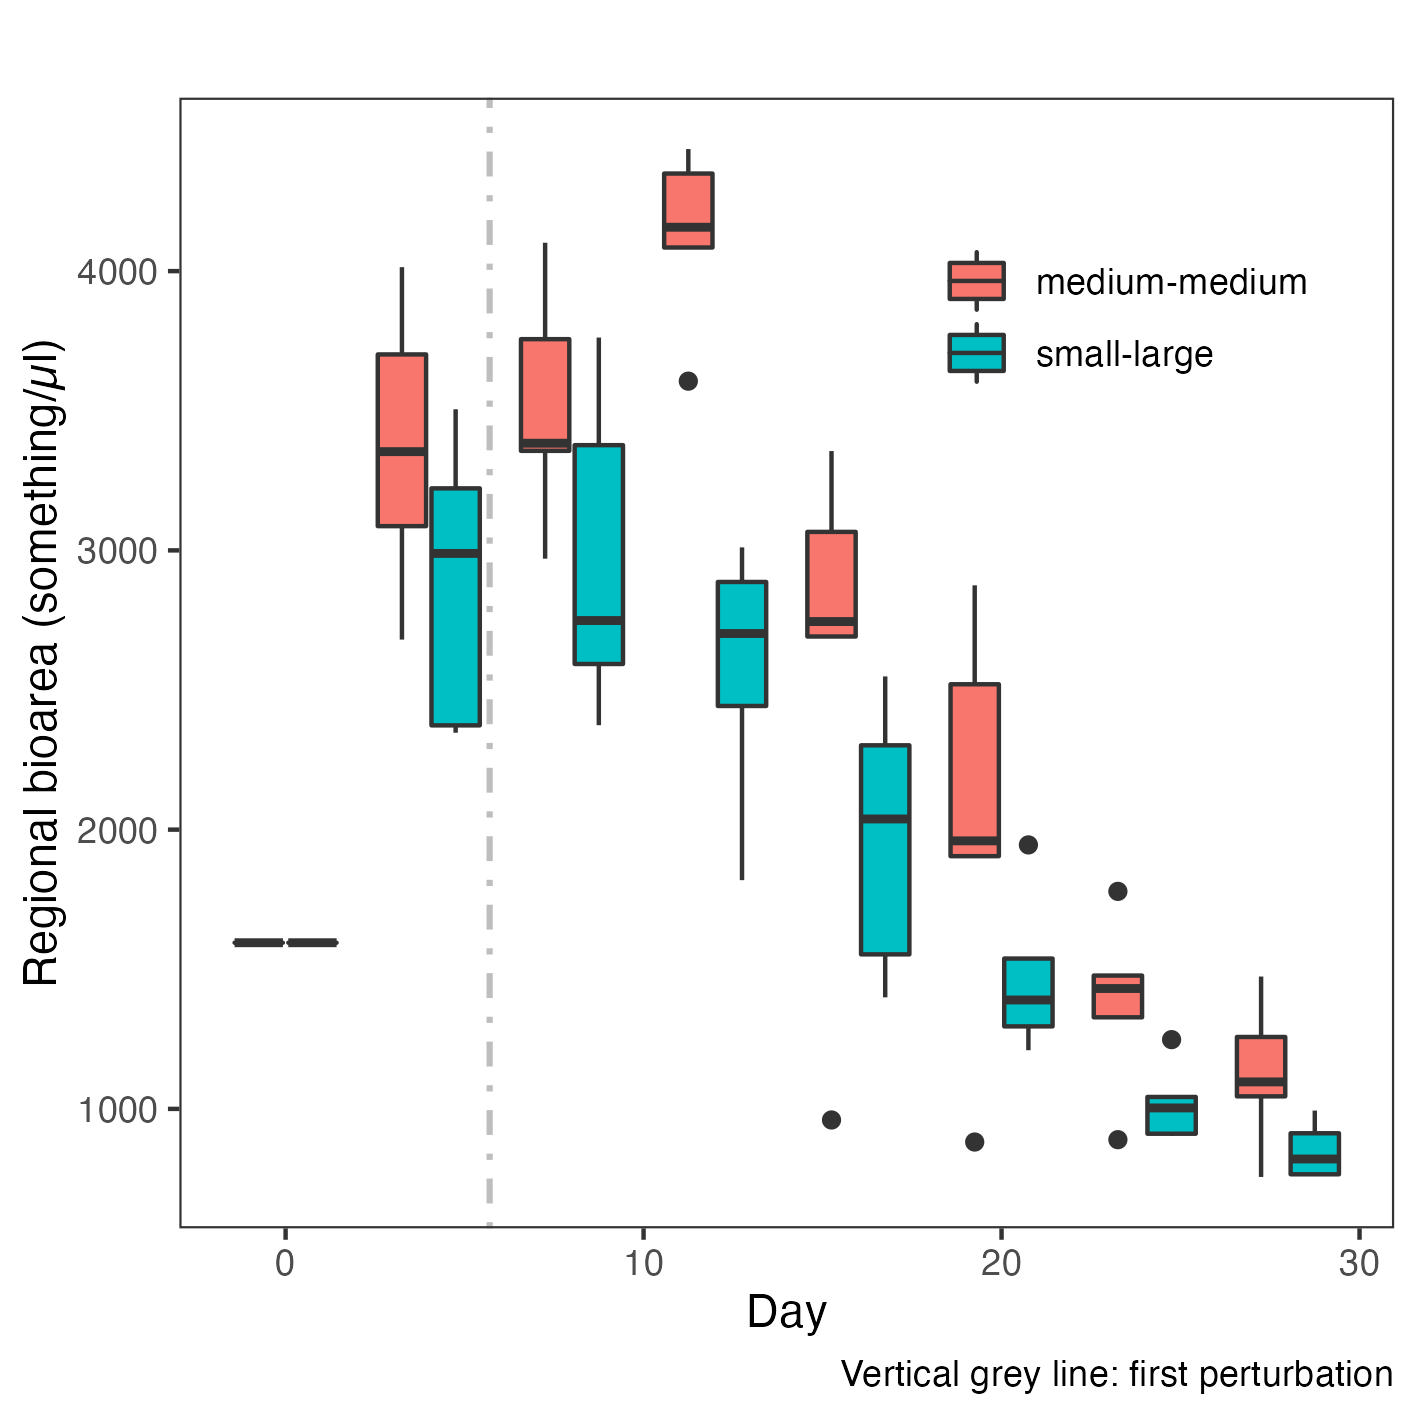 Regional bioarea (something/µl)
4000
3000
2000
1000
medium-medium
small-large
0
10
20
30
Day
Vertical grey line: first perturbation